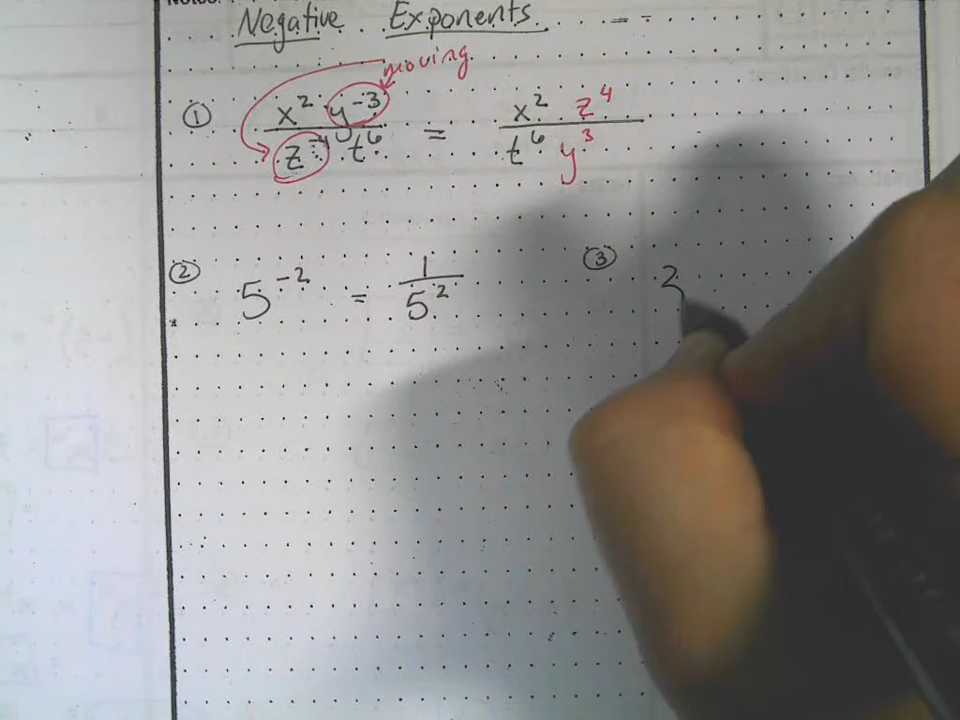 Notes:
Negative Exponents
moving
① x² y⁻³ / z⁻⁴ t⁶ = x² z⁴ / t⁶ y³
② 5⁻² = 1 / 5²
③ 2